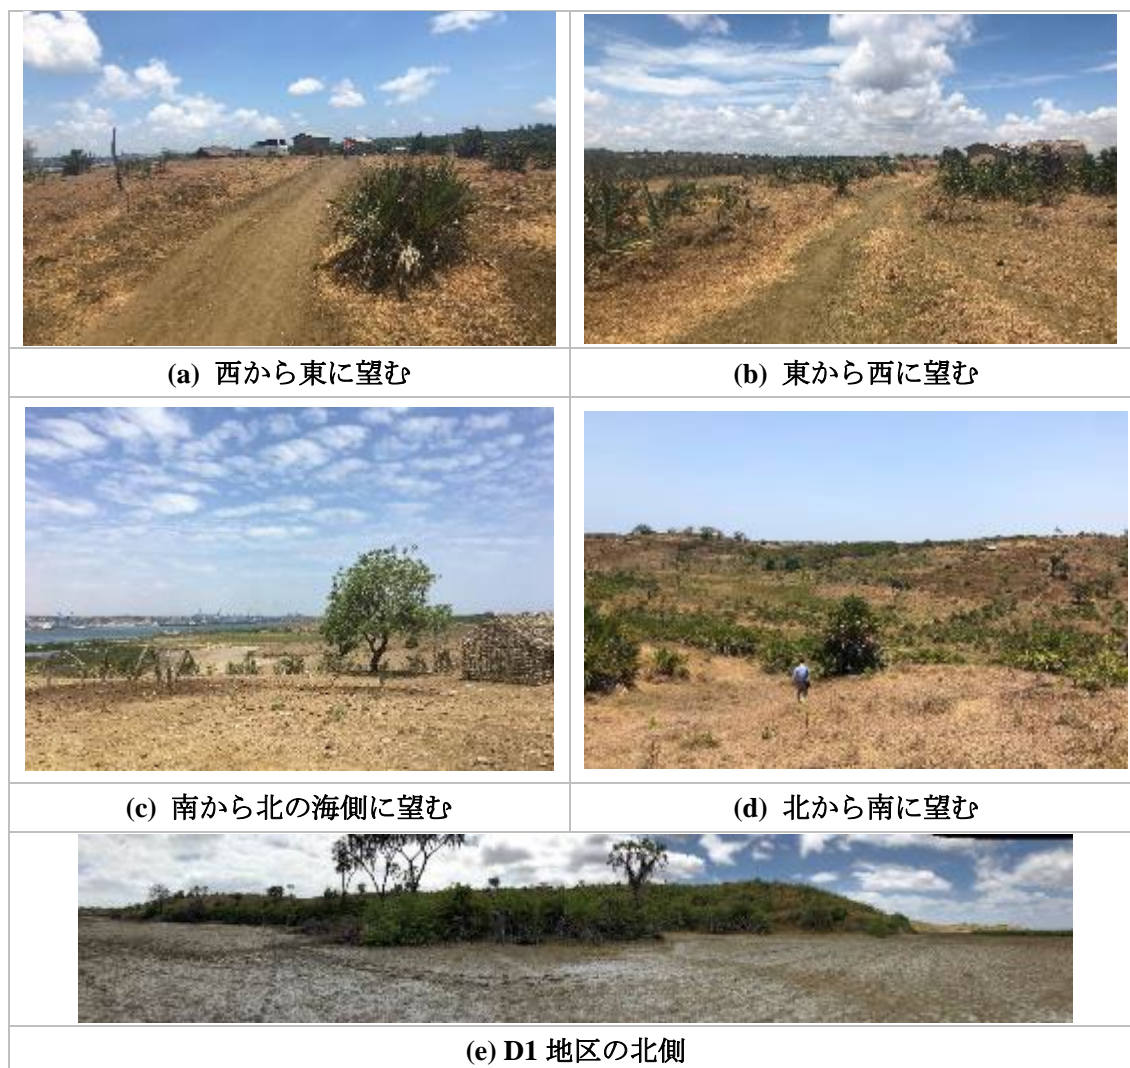 (a) 西から東に望む
(b) 東から西に望む
(c) 南から北の海側に望む
(d) 北から南に望む
(e) D1 地区の北側